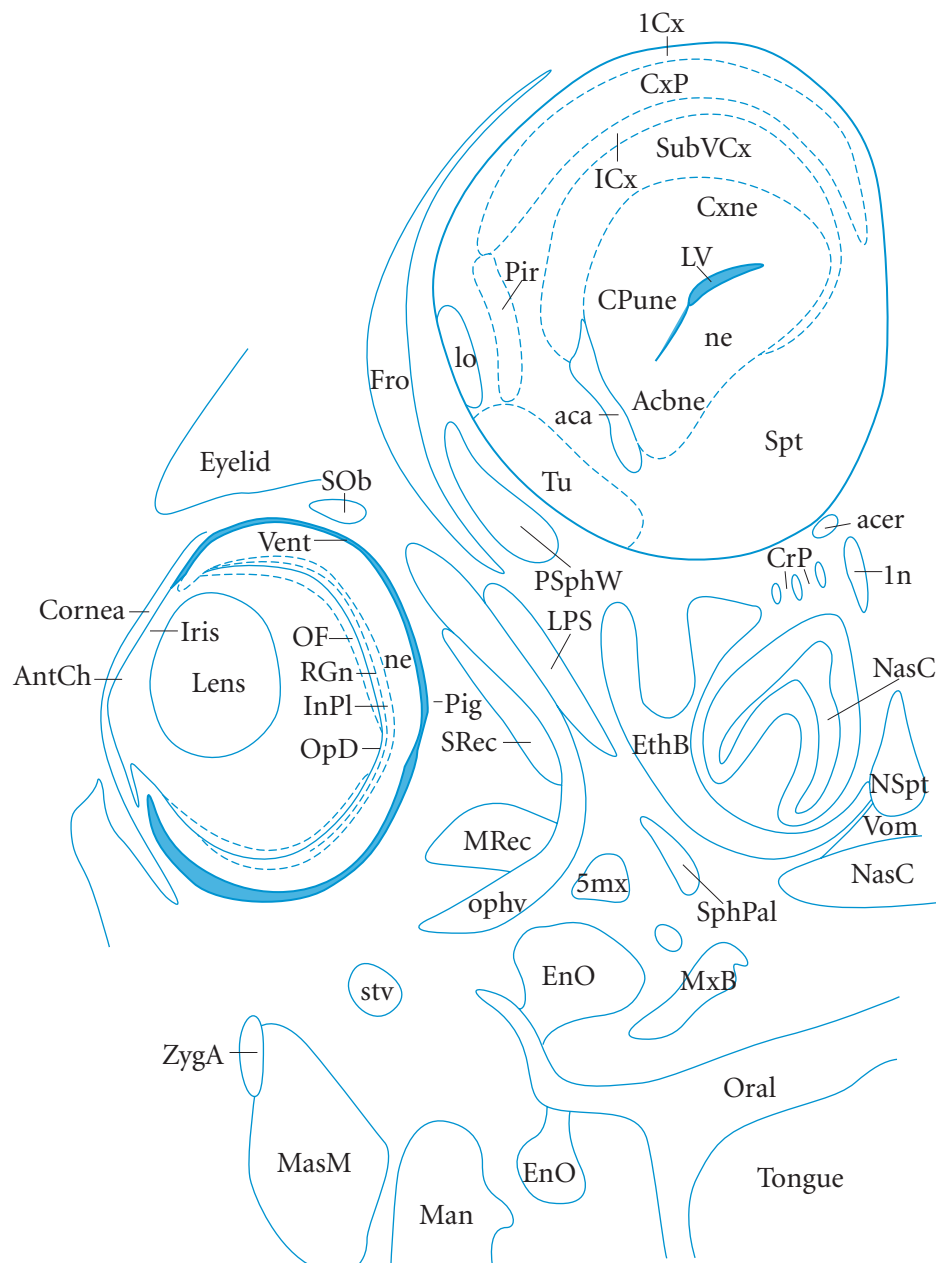 1Cx
CxP
SubVCx
ICx
Cxne
LV
Pir
CPune
ne
lo
Fro
Acbne
aca
Spt
Eyelid
SOb
Tu
acer
Vent
CrP
PSphW
1n
Cornea
LPS
Iris
OF
NasC
RGn
ne
AntCh
Lens
InPl
Pig
SRec
EthB
OpD
NSpt
Vom
MRec
NasC
5mx
ophv
SphPal
EnO
MxB
stv
ZygA
Oral
MasM
EnO
Tongue
Man